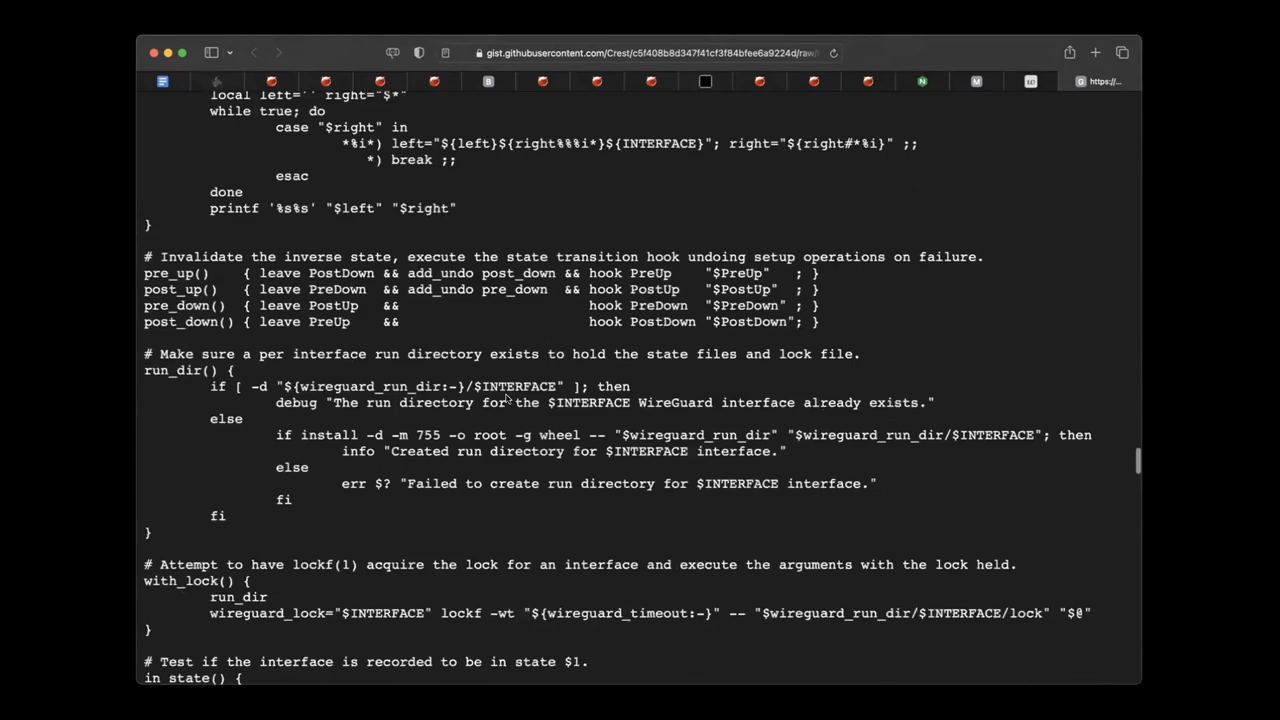 gist.githubusercontent.com/Crest/c5f408b8d347f41cf3f84bfee6a9224d/raw/
https://...
local left='' right="$*"
while true; do
case "$right" in
*%i*) left="${left}${right%%%i*}${INTERFACE}"; right="${right#*%i}" ;;
*) break ;;
esac
done
printf '%s%s' "$left" "$right"
}
# Invalidate the inverse state, execute the state transition hook undoing setup operations on failure.
pre_up() { leave PostDown && add_undo post_down && hook PreUp "$PreUp" ; }
post_up() { leave PreDown && add_undo pre_down && hook PostUp "$PostUp" ; }
pre_down() { leave PostUp && hook PreDown "$PreDown" ; }
post_down() { leave PreUp && hook PostDown "$PostDown"; }
# Make sure a per interface run directory exists to hold the state files and lock file.
run_dir() {
if [ -d "${wireguard_run_dir:-}/$INTERFACE" ]; then
debug "The run directory for the $INTERFACE WireGuard interface already exists."
else
if install -d -m 755 -o root -g wheel -- "$wireguard_run_dir" "$wireguard_run_dir/$INTERFACE"; then
info "Created run directory for $INTERFACE interface."
else
err $? "Failed to create run directory for $INTERFACE interface."
fi
fi
}
# Attempt to have lockf(1) acquire the lock for an interface and execute the arguments with the lock held.
with_lock() {
run_dir
wireguard_lock="$INTERFACE" lockf -wt "${wireguard_timeout:-}" -- "$wireguard_run_dir/$INTERFACE/lock" "$@"
}
# Test if the interface is recorded to be in state $1.
in_state() {